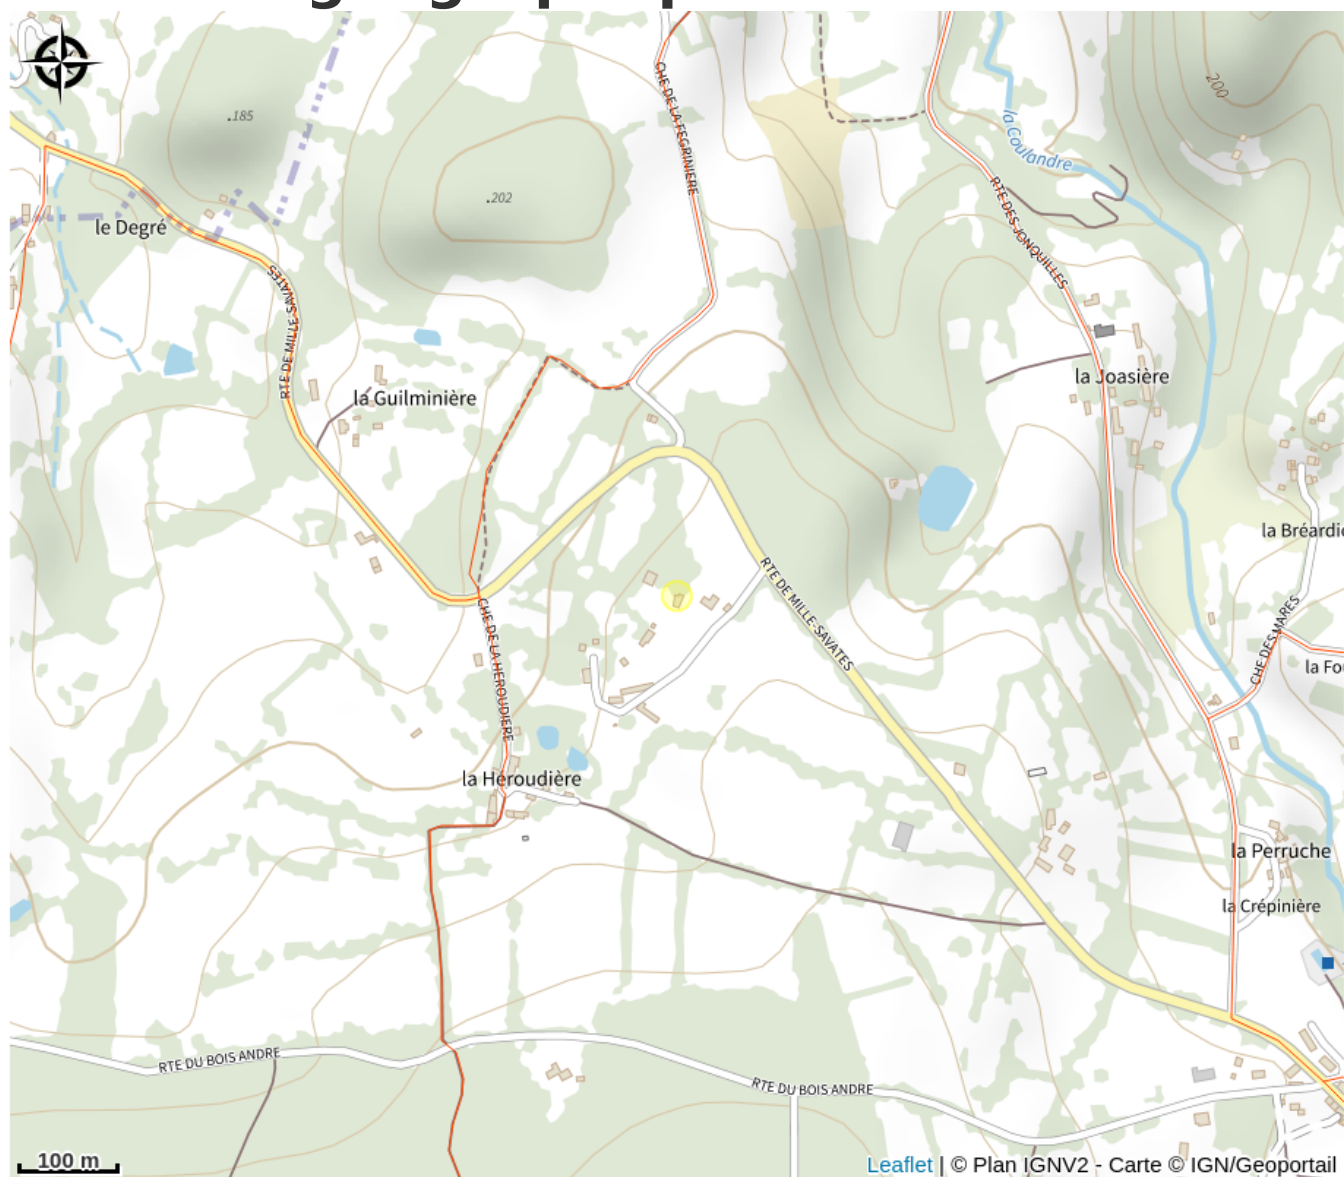 CHE DE LA FEGRINIERE
200
.185
la Coulandre
.202
RTE DES JONQUILLES
le Degré
RTE DE MILLE-SAVATES
la Joasière
la Guilminière
la Bréardie
RTE DE MILLE-SAVATES
CHE DE LA HEROUDIERE
CHE DES MARES
la Fo
la Héroudière
la Perruche
la Crépinière
RTE DU BOIS ANDRE
RTE DU BOIS ANDRE
100 m
Leaflet | © Plan IGNV2 - Carte © IGN/Geoportail